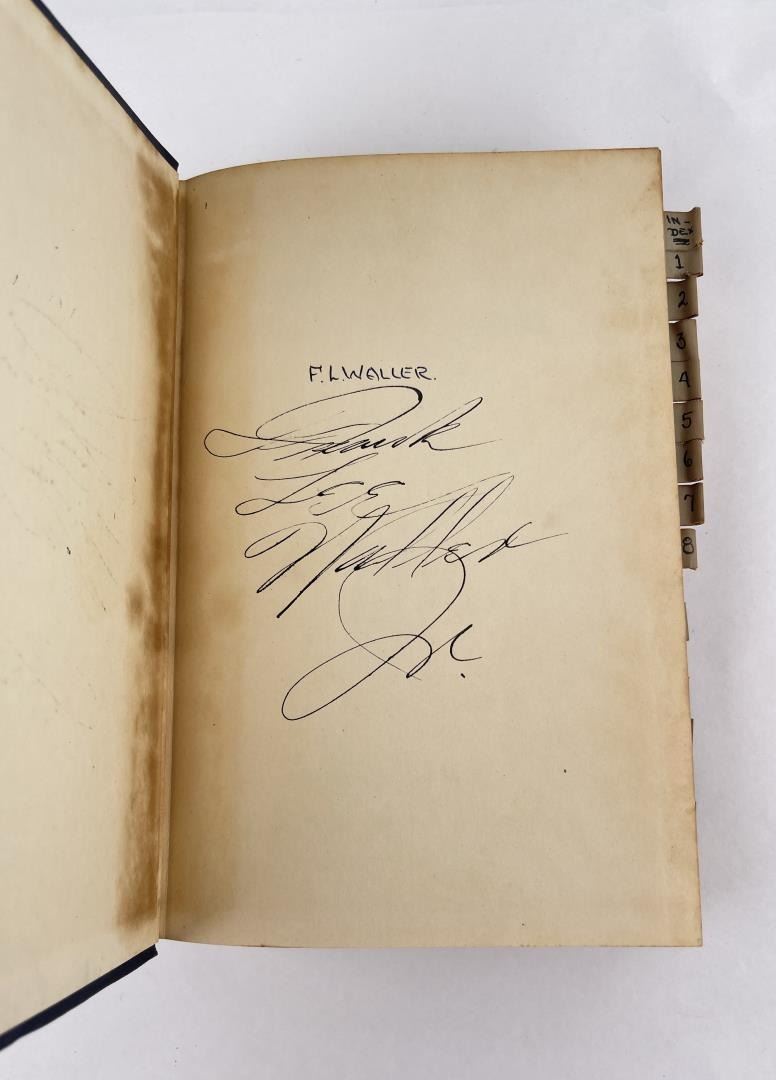 F. L. WALLER.
Frank
Lee
Waller
Jr.
IN-
DEX
1
2
3
4
5
6
7
8